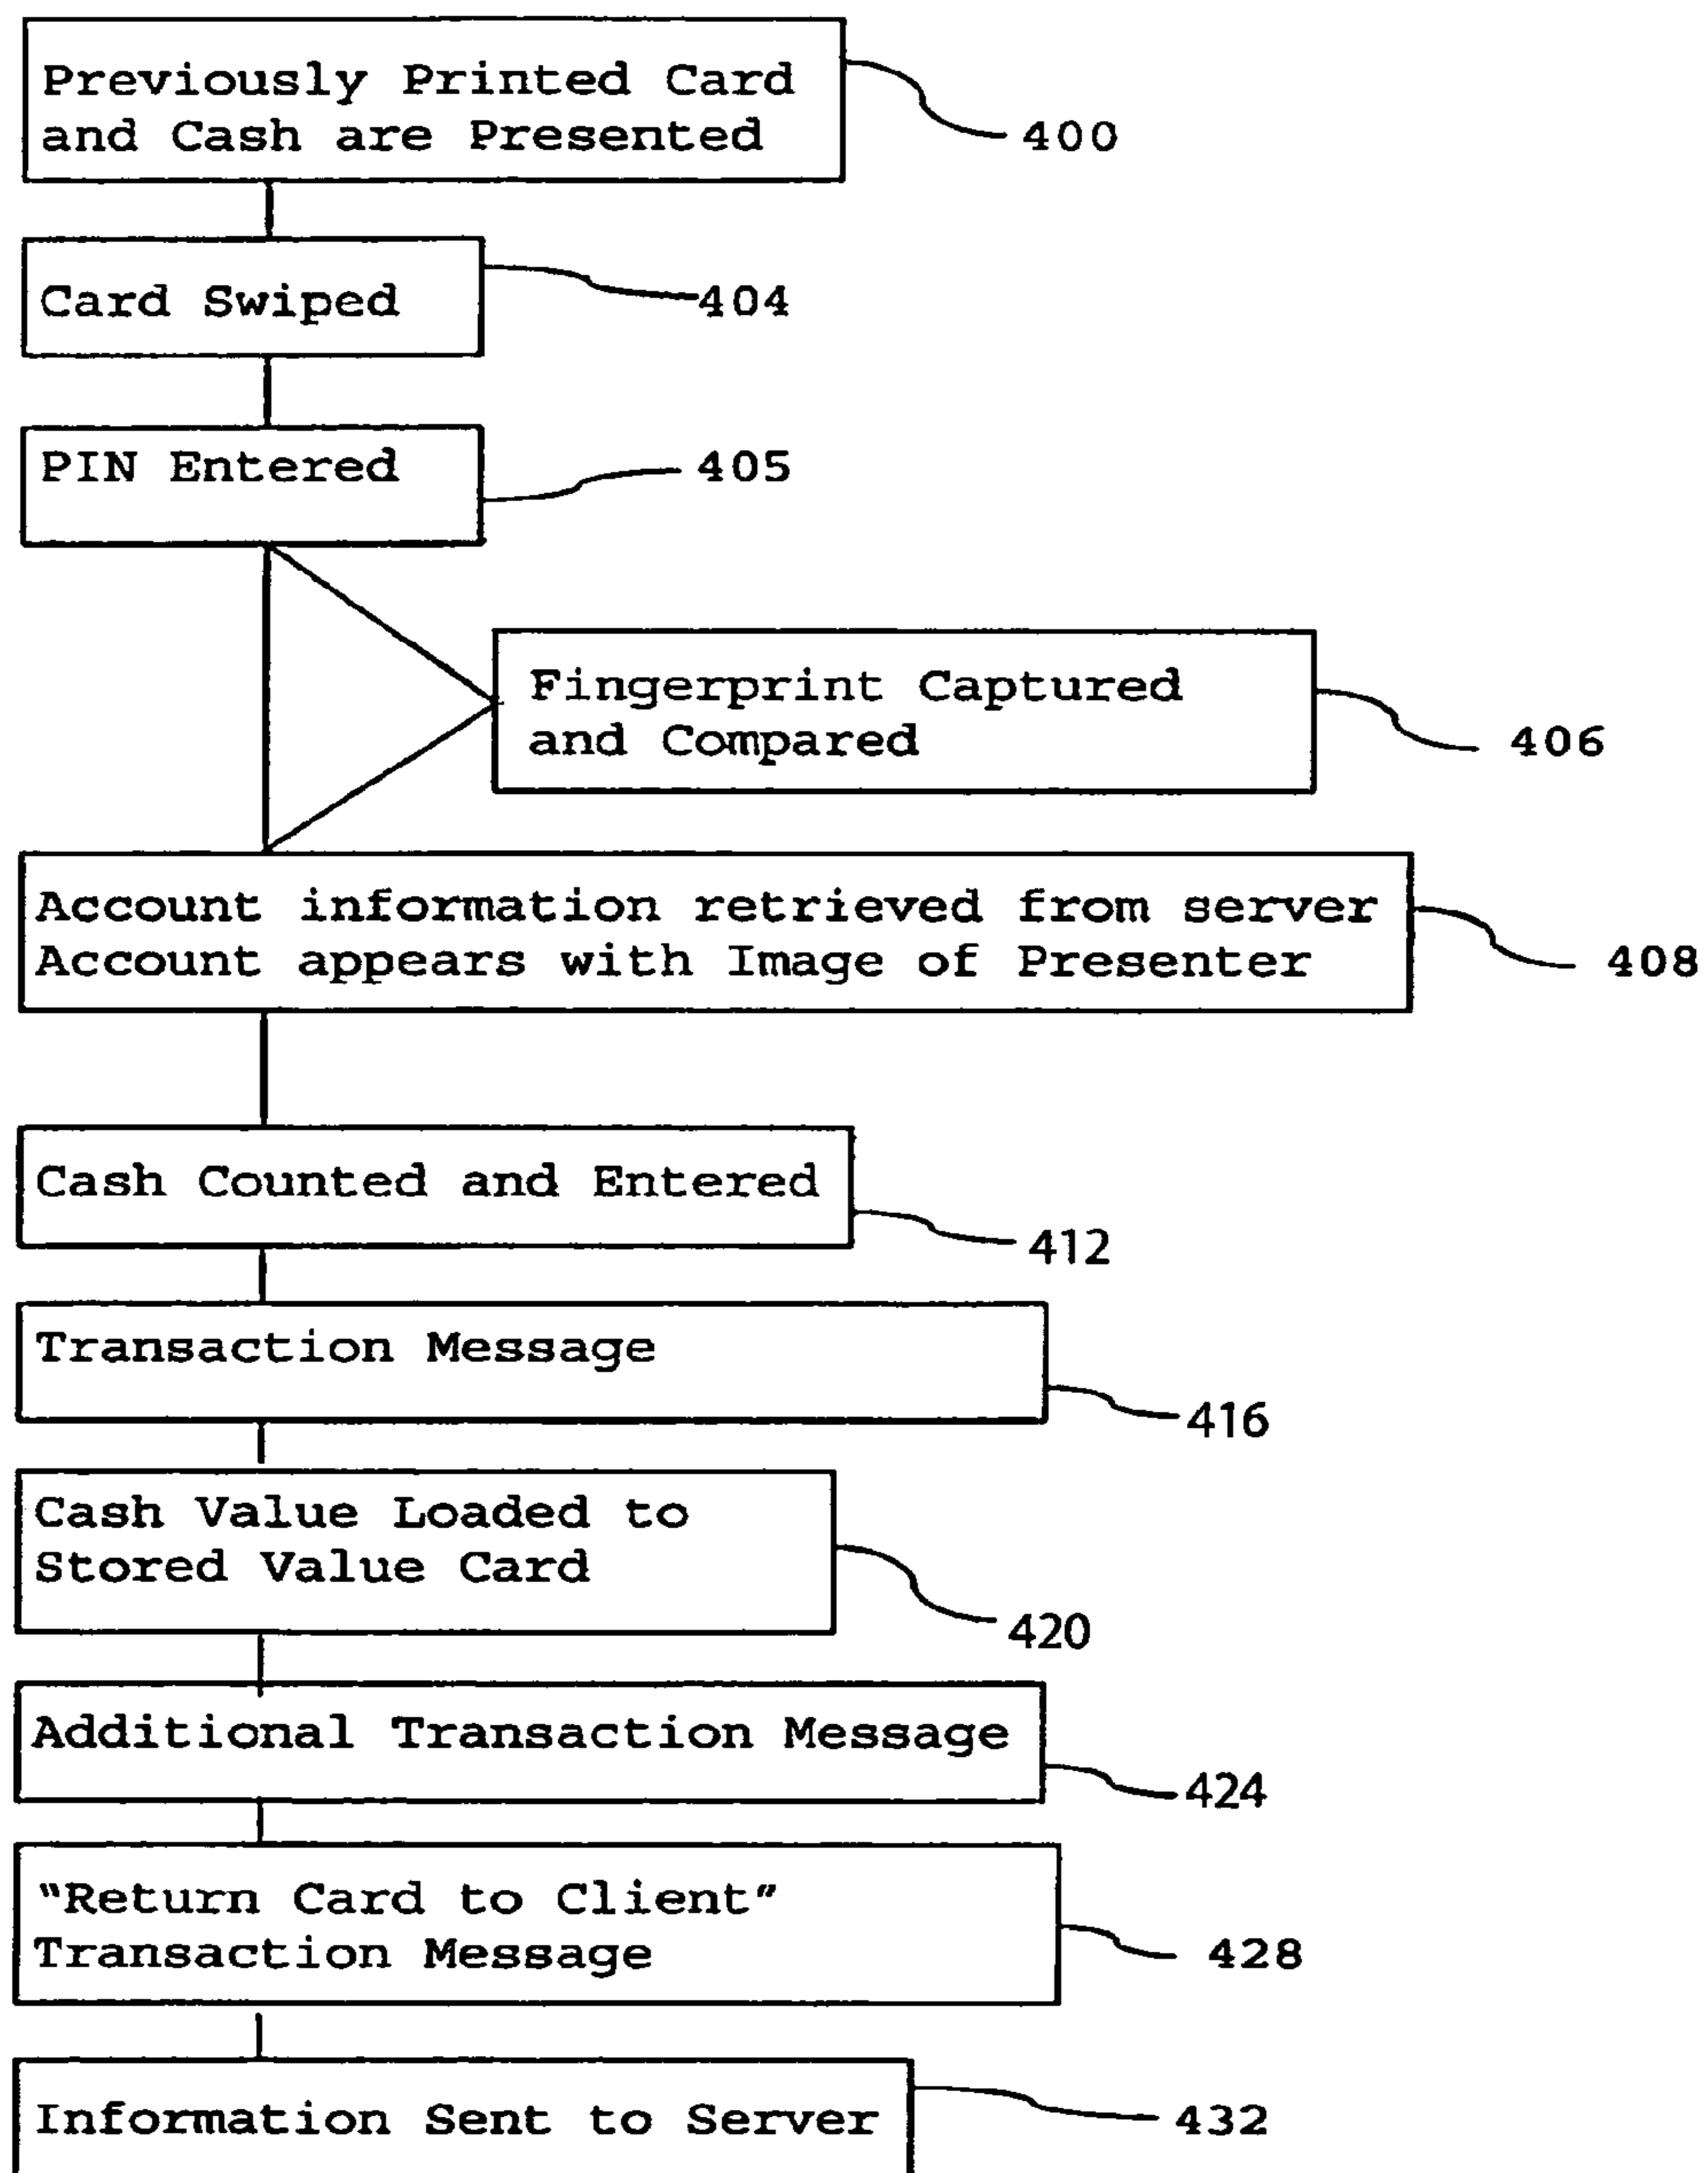 Previously Printed Card
and Cash are Presented
400
Card Swiped
404
PIN Entered
405
Fingerprint Captured
and Compared
406
Account information retrieved from server
Account appears with Image of Presenter
408
Cash Counted and Entered
412
Transaction Message
416
Cash Value Loaded to
Stored Value Card
420
Additional Transaction Message
424
“Return Card to Client”
Transaction Message
428
Information Sent to Server
432